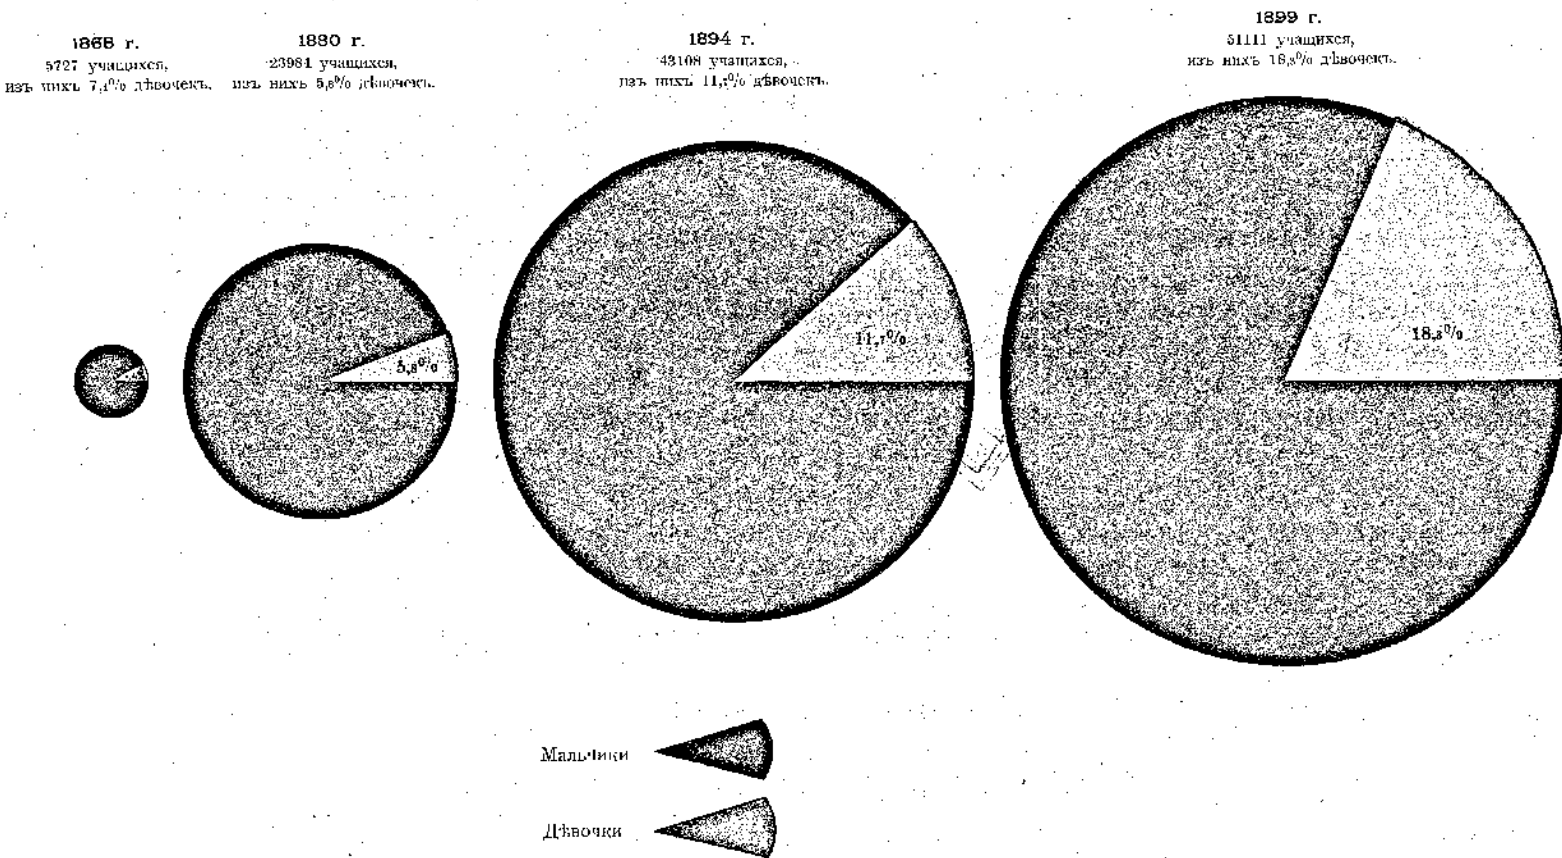 1868 г.
5727 учащихся,
изъ нихъ 7,1% дѣвочекъ.
1880 г.
23984 учащихся,
изъ нихъ 5,8% дѣвочекъ.
1894 г.
43108 учащихся,
изъ нихъ 11,7% дѣвочекъ.
1899 г.
51111 учащихся,
изъ нихъ 18,8% дѣвочекъ.
5,8%
11,7%
18,8%
Мальчики
Дѣвочки